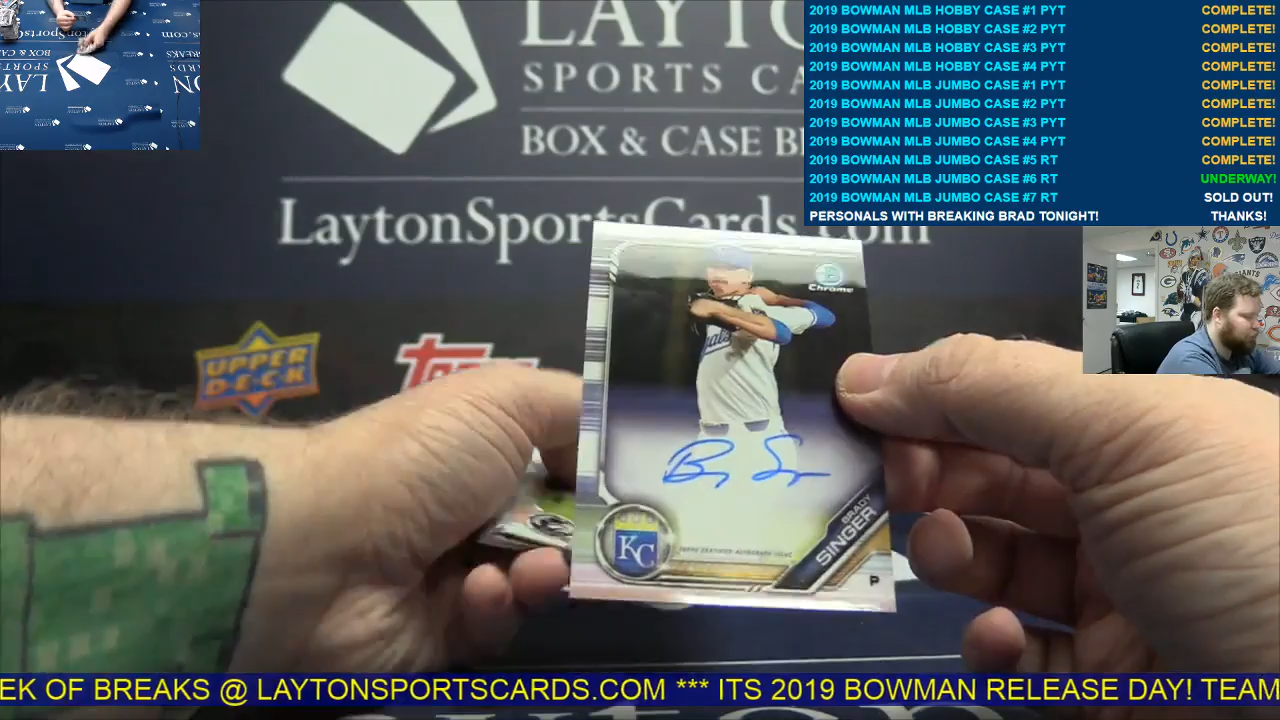 2019 BOWMAN MLB HOBBY CASE #1 PYT COMPLETE!
2019 BOWMAN MLB HOBBY CASE #2 PYT COMPLETE!
2019 BOWMAN MLB HOBBY CASE #3 PYT COMPLETE!
2019 BOWMAN MLB HOBBY CASE #4 PYT COMPLETE!
2019 BOWMAN MLB JUMBO CASE #1 PYT COMPLETE!
2019 BOWMAN MLB JUMBO CASE #2 PYT COMPLETE!
2019 BOWMAN MLB JUMBO CASE #3 PYT COMPLETE!
2019 BOWMAN MLB JUMBO CASE #4 PYT COMPLETE!
2019 BOWMAN MLB JUMBO CASE #5 RT COMPLETE!
2019 BOWMAN MLB JUMBO CASE #6 RT UNDERWAY!
2019 BOWMAN MLB JUMBO CASE #7 RT SOLD OUT!
PERSONALS WITH BREAKING BRAD TONIGHT! THANKS!
LAYTO
SPORTS CA
BOX & CASE B
LaytonSportsCards.com
UPPER DECK
Topps
Chrome
BRADY
SINGER
P
KC
TOPPS CERTIFIED AUTOGRAPH ISSUE
EK OF BREAKS @ LAYTONSPORTSCARDS.COM *** ITS 2019 BOWMAN RELEASE DAY! TEAM